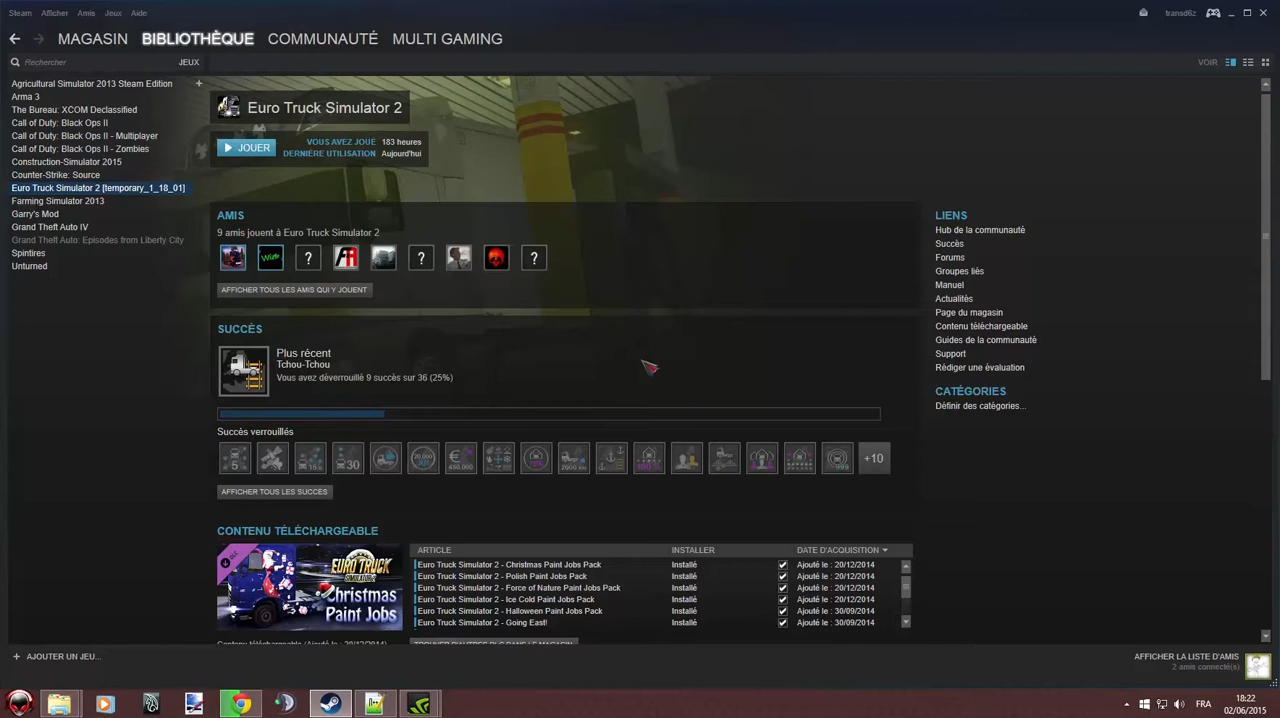 Steam Afficher Amis Jeux Aide
transd6z
MAGASIN BIBLIOTHÈQUE COMMUNAUTÉ MULTI GAMING
Rechercher JEUX
VOIR
Agricultural Simulator 2013 Steam Edition
Arma 3
The Bureau: XCOM Declassified
Call of Duty: Black Ops II
Call of Duty: Black Ops II - Multiplayer
Call of Duty: Black Ops II - Zombies
Construction-Simulator 2015
Counter-Strike: Source
Euro Truck Simulator 2 [temporary_1_18_01]
Farming Simulator 2013
Garry's Mod
Grand Theft Auto IV
Grand Theft Auto: Episodes from Liberty City
Spintires
Unturned
Euro Truck Simulator 2
JOUER
VOUS AVEZ JOUÉ 183 heures
DERNIÈRE UTILISATION Aujourd'hui
AMIS
9 amis jouent à Euro Truck Simulator 2
? ? ?
AFFICHER TOUS LES AMIS QUI Y JOUENT
SUCCÈS
Plus récent
Tchou-Tchou
Vous avez déverrouillé 9 succès sur 36 (25%)
Succès verrouillés
+10
AFFICHER TOUS LES SUCCÈS
CONTENU TÉLÉCHARGEABLE
EURO TRUCK
SIMULATOR 2
Christmas
Paint Jobs
ARTICLE INSTALLER DATE D'ACQUISITION
Euro Truck Simulator 2 - Christmas Paint Jobs Pack Installé Ajouté le : 20/12/2014
Euro Truck Simulator 2 - Polish Paint Jobs Pack Installé Ajouté le : 20/12/2014
Euro Truck Simulator 2 - Force of Nature Paint Jobs Pack Installé Ajouté le : 20/12/2014
Euro Truck Simulator 2 - Ice Cold Paint Jobs Pack Installé Ajouté le : 20/12/2014
Euro Truck Simulator 2 - Halloween Paint Jobs Pack Installé Ajouté le : 30/09/2014
Euro Truck Simulator 2 - Going East! Installé Ajouté le : 30/09/2014
LIENS
Hub de la communauté
Succès
Forums
Groupes liés
Manuel
Actualités
Page du magasin
Contenu téléchargeable
Guides de la communauté
Support
Rédiger une évaluation
CATÉGORIES
Définir des catégories...
AJOUTER UN JEU...
AFFICHER LA LISTE D'AMIS
2 amis connecté(s)
FRA
18:22
02/06/2015